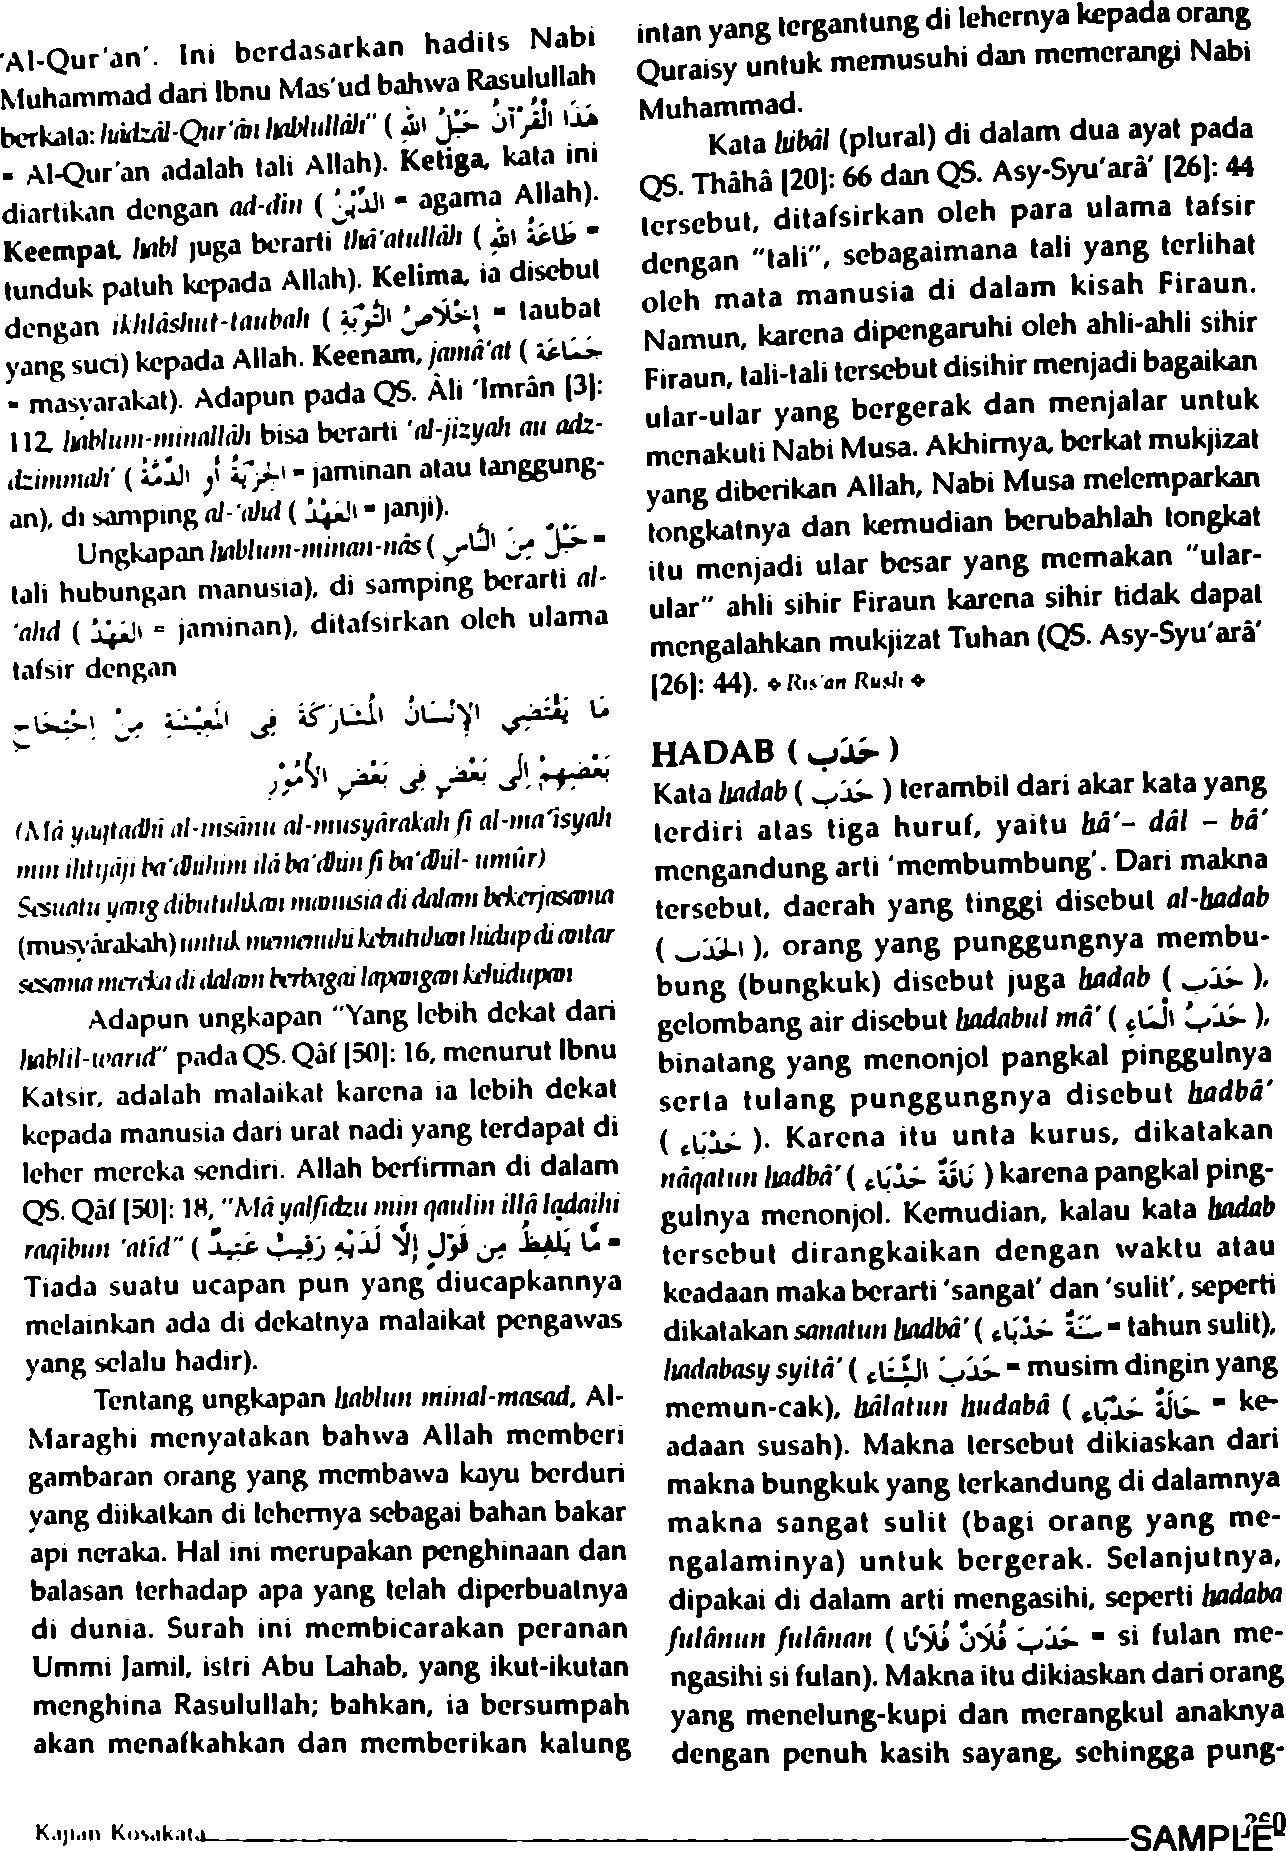 'Al-Qur'an'. Ini berdasarkan hadits Nabi
Muhammad dari Ibnu Mas'ud bahwa Rasulullah
berkata: hâdzâl-Qur'ân hablullâh" ( هَذَا الْقُرْآنُ حَبْلُ اللهِ
= Al-Qur'an adalah tali Allah). Ketiga, kata ini
diartikan dengan ad-dîn ( الدِّيْنُ = agama Allah).
Keempat, habl juga berarti thâ'atullâh ( طَاعَةُ اللهِ =
tunduk patuh kepada Allah). Kelima, ia disebut
dengan ikhlâshut-taubah ( إِخْلَاصُ التَّوْبَةِ = taubat
yang suci) kepada Allah. Keenam, jamâ'at ( جَمَاعَة
= masyarakat). Adapun pada QS. Âli 'Imrân [3]:
112, hablum-minallâh bisa berarti 'al-jizyah au adz-
dzimmah' ( الجِزْيَةُ أَوِ الذِّمَّةُ = jaminan atau tanggung-
an), di samping al-'ahd ( العَهْدُ = janji).
Ungkapan hablum-minan-nâs ( حَبْلٌ مِنَ النَّاسِ =
tali hubungan manusia), di samping berarti al-
'ahd ( العَهْدُ = jaminan), ditafsirkan oleh ulama
tafsir dengan
مَا يَقْتَضِي الإِنْسَانُ الْمُشَارَكَةَ فِي الْمَعِيْشَةِ مِنْ اِحْتِجَاجِ
بَعْضِهِمْ إِلَى بَعْضٍ فِي بَعْضِ الأُمُوْرِ
(Mâ yaqtadhî al-insânu al-musyârakah fî al-ma'îsyah
min ihtijâji ba'dhuhim ilâ ba'dhin fî ba'dhil- umûr)
Sesuatu yang dibutuhkan manusia di dalam bekerjasama
(musyârakah) untuk memenuhi kebutuhan hidup di antar
sesama mereka di dalam berbagai lapangan kehidupan
Adapun ungkapan "Yang lebih dekat dari
hablil-warîd" pada QS. Qâf [50]: 16, menurut Ibnu
Katsir, adalah malaikat karena ia lebih dekat
kepada manusia dari urat nadi yang terdapat di
leher mereka sendiri. Allah berfirman di dalam
QS. Qâf [50]: 18, "Mâ yalfidzu min qaulin illâ ladaihi
raqîbun 'atîd" ( مَا يَلْفِظُ مِنْ قَوْلٍ إِلَّا لَدَيْهِ رَقِيْبٌ عَتِيْدٌ =
Tiada suatu ucapan pun yang diucapkannya
melainkan ada di dekatnya malaikat pengawas
yang selalu hadir).
Tentang ungkapan hablun minal-masad, Al-
Maraghi menyatakan bahwa Allah memberi
gambaran orang yang membawa kayu berduri
yang diikatkan di lehernya sebagai bahan bakar
api neraka. Hal ini merupakan penghinaan dan
balasan terhadap apa yang telah diperbuatnya
di dunia. Surah ini membicarakan peranan
Ummi Jamil, istri Abu Lahab, yang ikut-ikutan
menghina Rasulullah; bahkan, ia bersumpah
akan menafkahkan dan memberikan kalung
intan yang tergantung di lehernya kepada orang
Quraisy untuk memusuhi dan memerangi Nabi
Muhammad.
Kata hibâl (plural) di dalam dua ayat pada
QS. Thâhâ [20]: 66 dan QS. Asy-Syu'arâ' [26]: 44
tersebut, ditafsirkan oleh para ulama tafsir
dengan "tali", sebagaimana tali yang terlihat
oleh mata manusia di dalam kisah Firaun.
Namun, karena dipengaruhi oleh ahli-ahli sihir
Firaun, tali-tali tersebut disihir menjadi bagaikan
ular-ular yang bergerak dan menjalar untuk
menakuti Nabi Musa. Akhirnya, berkat mukjizat
yang diberikan Allah, Nabi Musa melemparkan
tongkatnya dan kemudian berubahlah tongkat
itu menjadi ular besar yang memakan "ular-
ular" ahli sihir Firaun karena sihir tidak dapat
mengalahkan mukjizat Tuhan (QS. Asy-Syu'arâ'
[26]: 44). ❖ Ris'an Rusli ❖
HADAB ( حَدَب )
Kata hadab ( حَدَب ) terambil dari akar kata yang
terdiri atas tiga huruf, yaitu hâ'– dâl – bâ'
mengandung arti 'membumbung'. Dari makna
tersebut, daerah yang tinggi disebut al-hadab
( الحَدَب ), orang yang punggungnya membu-
bung (bungkuk) disebut juga hadab ( حَدَب ),
gelombang air disebut hadabul mâ' ( حَدَبُ الْمَاء ),
binatang yang menonjol pangkal pinggulnya
serta tulang punggungnya disebut hadbâ'
( حَدْبَاء ). Karena itu unta kurus, dikatakan
nâqatun hadbâ' ( نَاقَةٌ حَدْبَاء ) karena pangkal ping-
gulnya menonjol. Kemudian, kalau kata hadab
tersebut dirangkaikan dengan waktu atau
keadaan maka berarti 'sangat' dan 'sulit', seperti
dikatakan sanatun hadbâ' ( سَنَةٌ حَدْبَاء = tahun sulit),
hadabasy syitâ' ( حَدَبَ الشِّتَاء = musim dingin yang
memun-cak), hâlatun hudabâ ( حَالَةٌ حَدْبَاء = ke-
adaan susah). Makna tersebut dikiaskan dari
makna bungkuk yang terkandung di dalamnya
makna sangat sulit (bagi orang yang me-
ngalaminya) untuk bergerak. Selanjutnya,
dipakai di dalam arti mengasihi, seperti hadaba
fulânun fulânan ( حَدَبَ فُلَانٌ فُلَانًا = si fulan me-
ngasihi si fulan). Makna itu dikiaskan dari orang
yang menelung-kupi dan merangkul anaknya
dengan penuh kasih sayang, sehingga pung-
Kajian Kosakata
SAMPLE